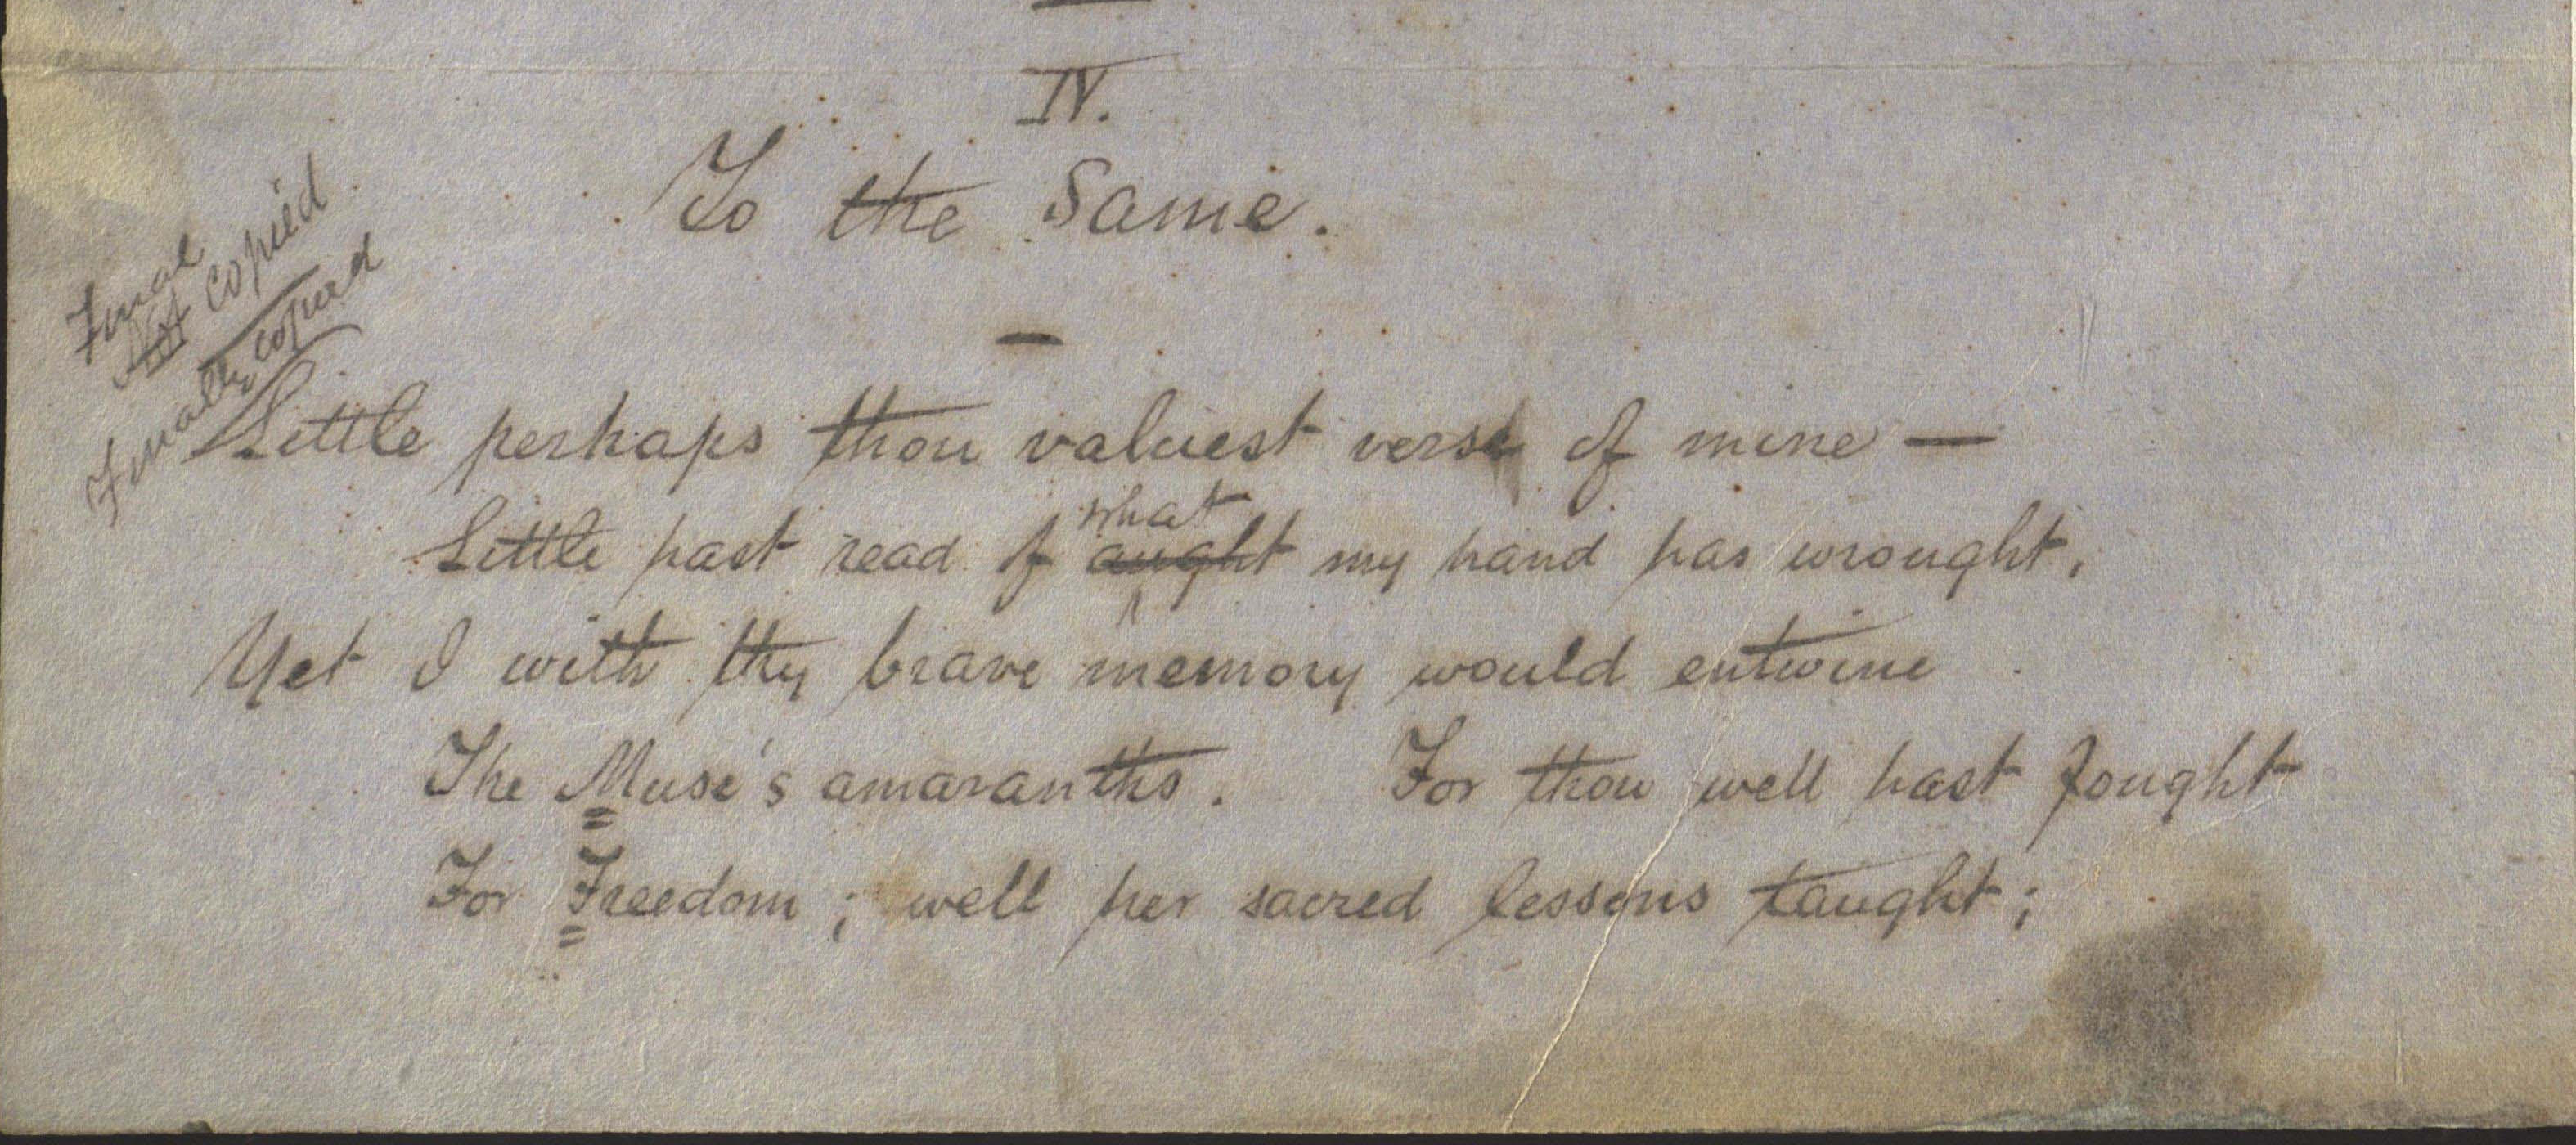 IV.
To the Same.
Final
Not Copied
Finally copied
Little perhaps thou valuest verse of mine —
Little hast read of what my hand has wrought,
Yet I with thy brave memory would entwine
The Muse's amaranths. For thou well hast fought
For Freedom; well her sacred lessons taught;